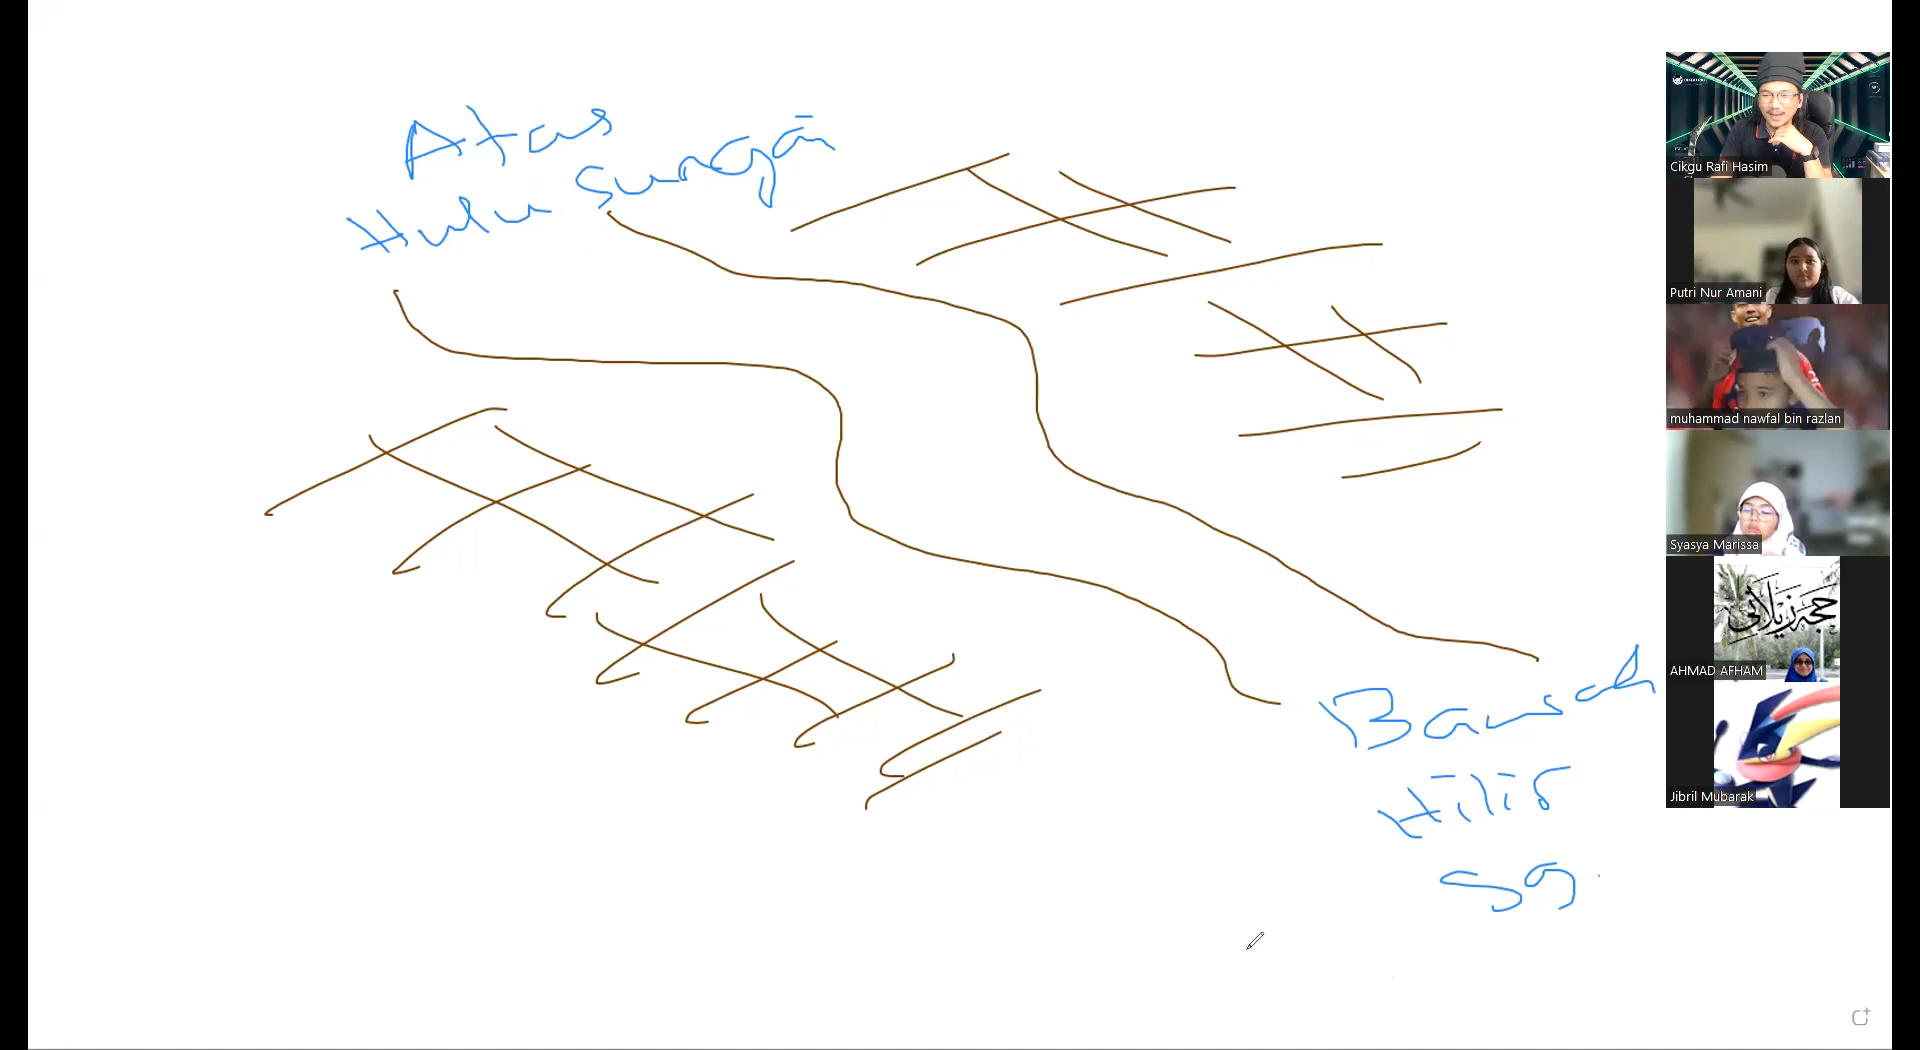 Atas
Hulu sungai
Bawah
Hilir
sg
Cikgu Rafi Hasim
Putri Nur Amani
muhammad nawfal bin razlan
Syasya Marissa
AHMAD AFHAM
Jibril Mubarak